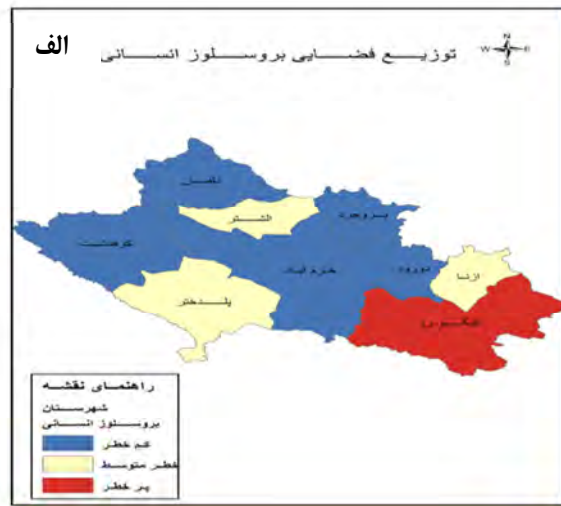 الف
توزیع فضایی بروسلوز انسانی
N
W E
S
دلفان
الشتر
بروجرد
کوهدشت
خرم آباد
دورود
ازنا
پلدختر
الیگودرز
راهنمای نقشه
شهرستان
بروسلوز انسانی
کم خطر
خطر متوسط
پر خطر